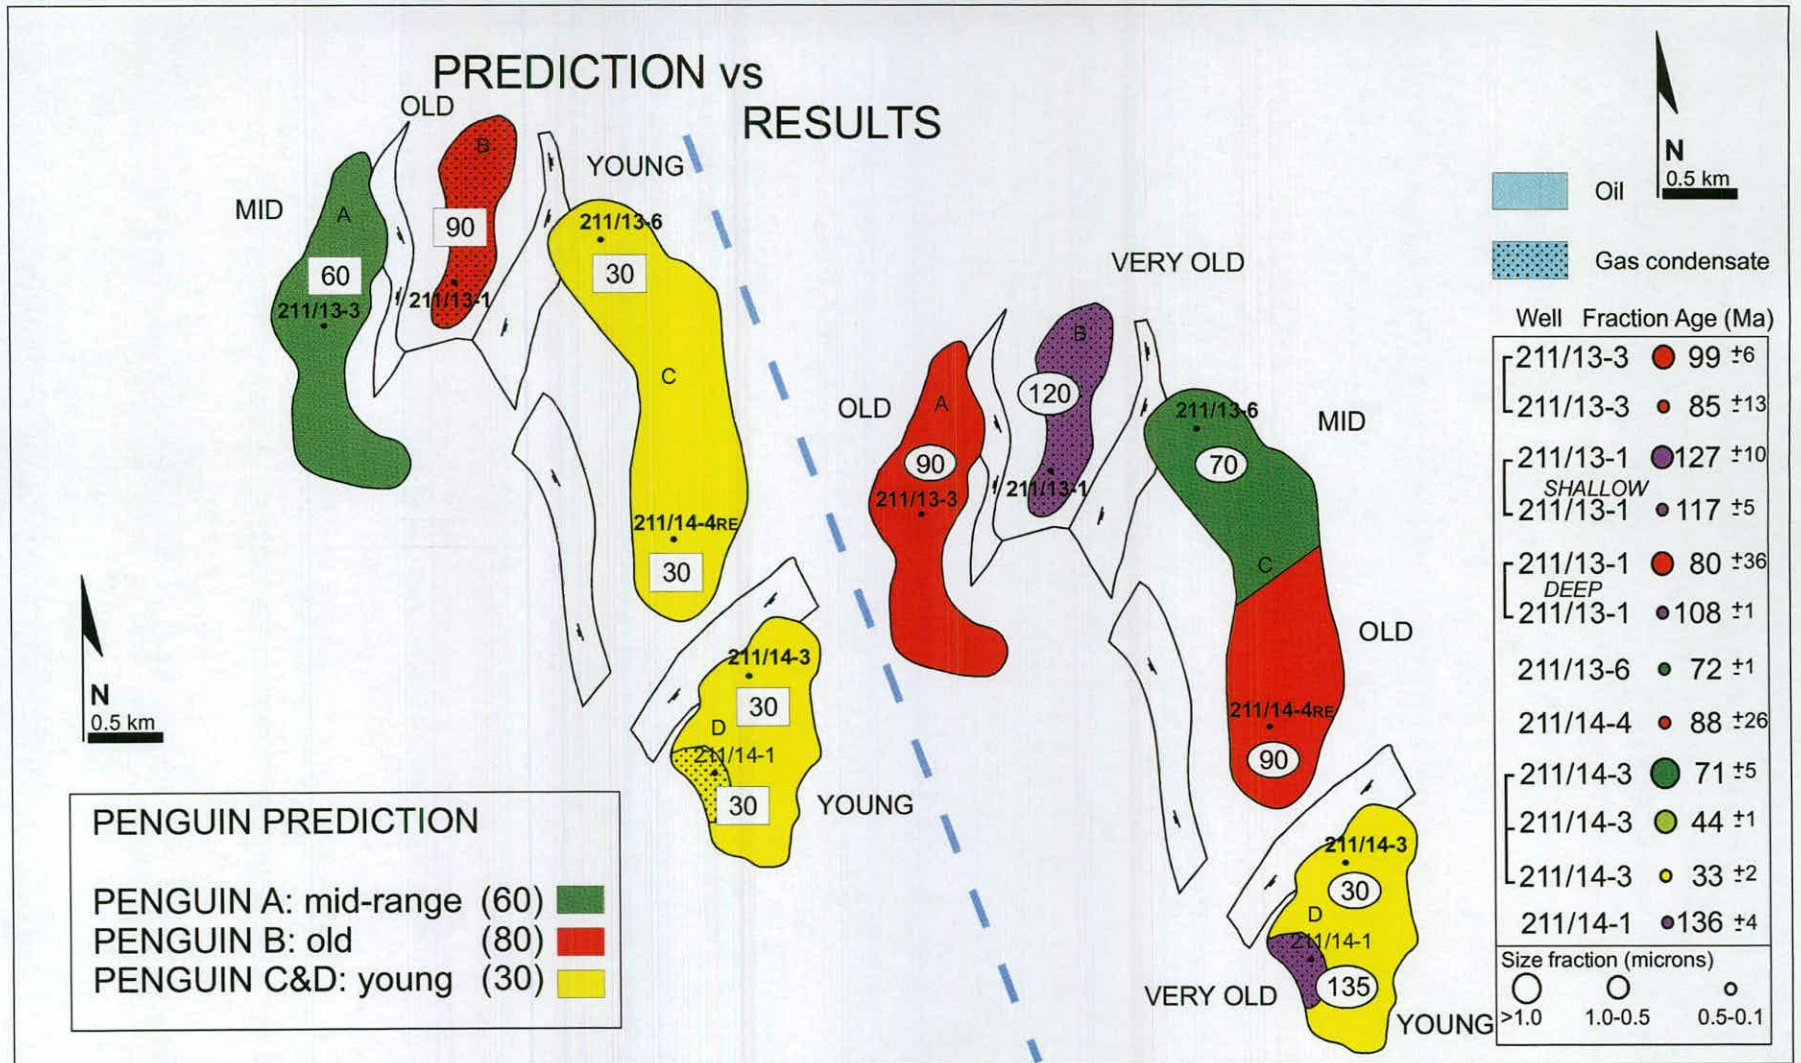 PREDICTION vs
RESULTS
OLD
B
YOUNG
MID
A
90
211/13-6
60
30
211/13-3
211/13-1
C
211/14-4RE
30
211/14-3
30
D
211/14-1
30
YOUNG
N
0.5 km
PENGUIN PREDICTION
PENGUIN A: mid-range (60)
PENGUIN B: old (80)
PENGUIN C&D: young (30)
VERY OLD
B
OLD
A
120
211/13-6
MID
90
70
211/13-3
211/13-1
C
OLD
211/14-4RE
90
211/14-3
30
D
211/14-1
VERY OLD
135
YOUNG
N
0.5 km
Oil
Gas condensate
Well Fraction Age (Ma)
211/13-3 99 ±6
211/13-3 85 ±13
211/13-1 127 ±10
SHALLOW
211/13-1 117 ±5
211/13-1 80 ±36
DEEP
211/13-1 108 ±1
211/13-6 72 ±1
211/14-4 88 ±26
211/14-3 71 ±5
211/14-3 44 ±1
211/14-3 33 ±2
211/14-1 136 ±4
Size fraction (microns)
>1.0 1.0-0.5 0.5-0.1